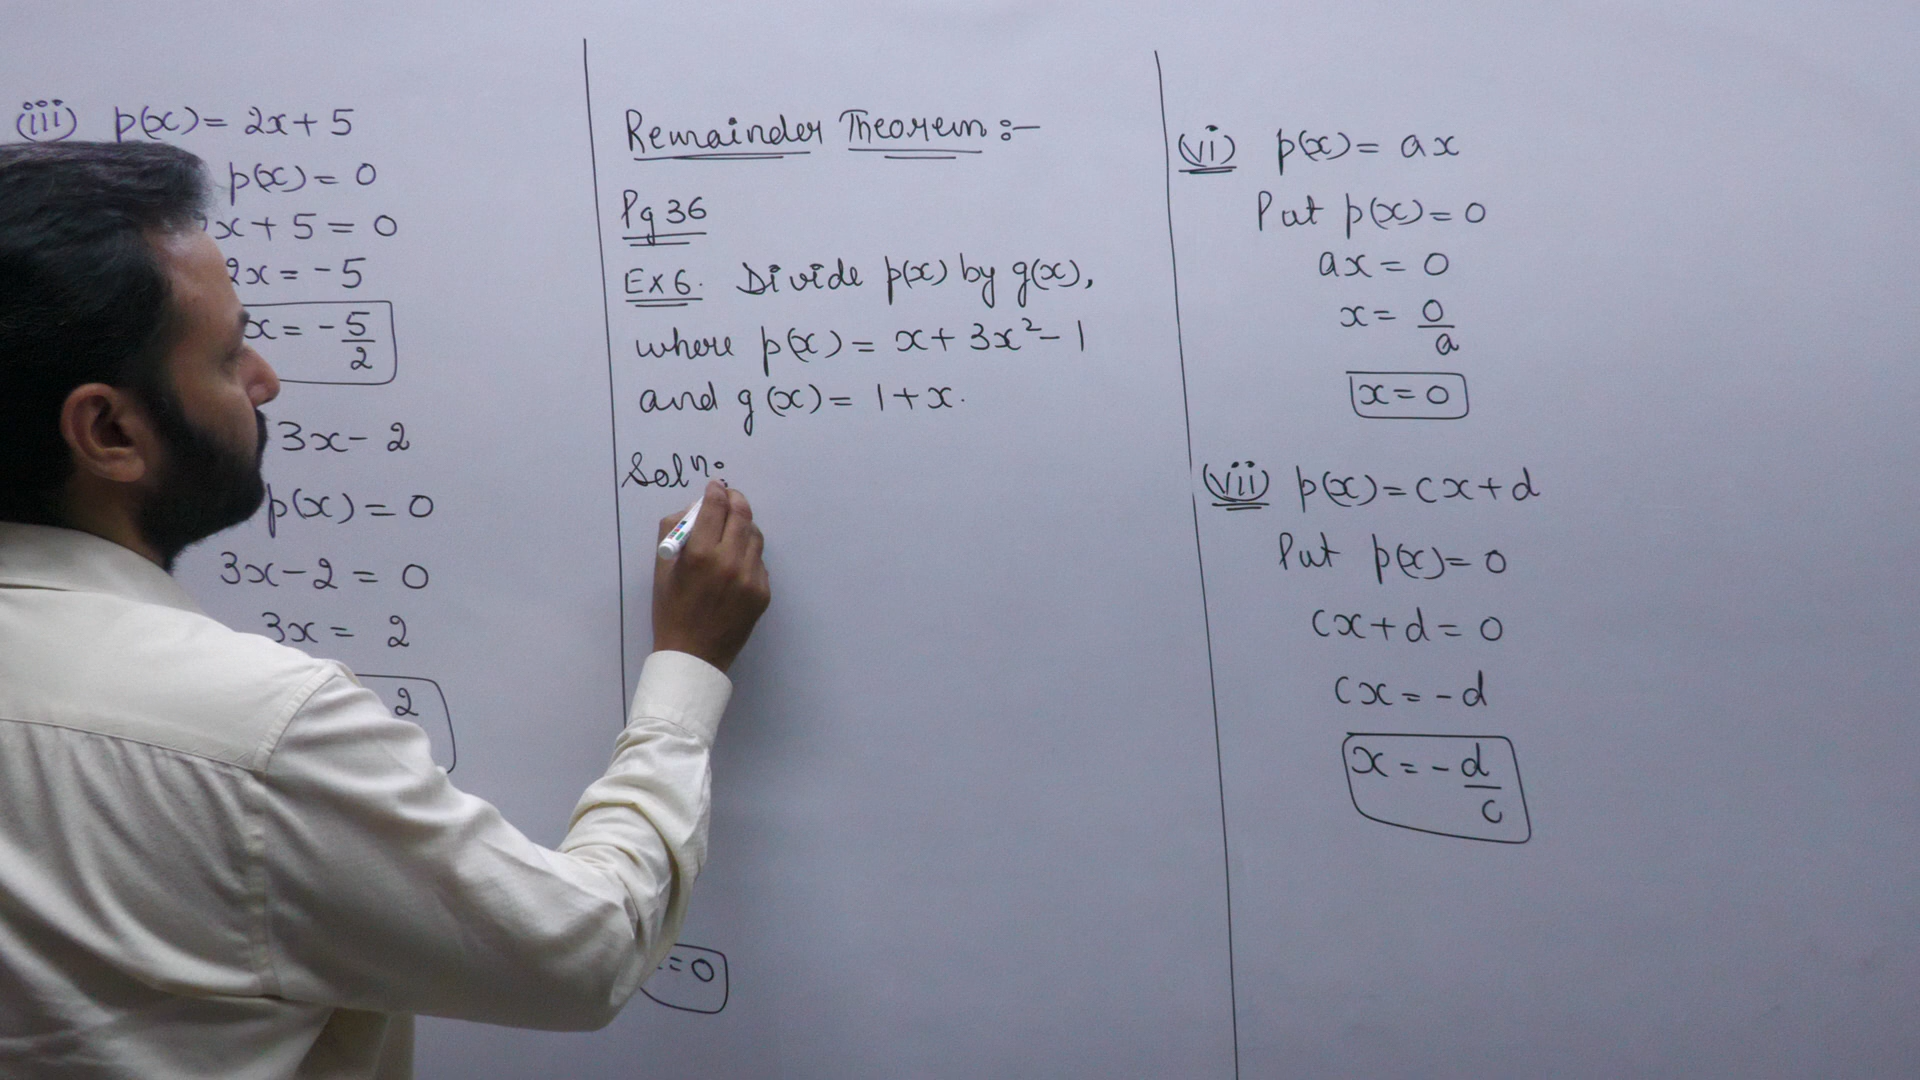 (iii) p(x) = 2x + 5
p(x) = 0
2x + 5 = 0
2x = -5
x = -5/2
3x - 2
p(x) = 0
3x - 2 = 0
3x = 2
2
Remainder Theorem :-
Pg 36
Ex 6. Divide p(x) by g(x),
where p(x) = x + 3x² - 1
and g(x) = 1 + x.
Solⁿ:
= 0
(vi) p(x) = ax
Put p(x) = 0
ax = 0
x = 0/a
x = 0
(vii) p(x) = cx + d
Put p(x) = 0
cx + d = 0
cx = -d
x = -d/c